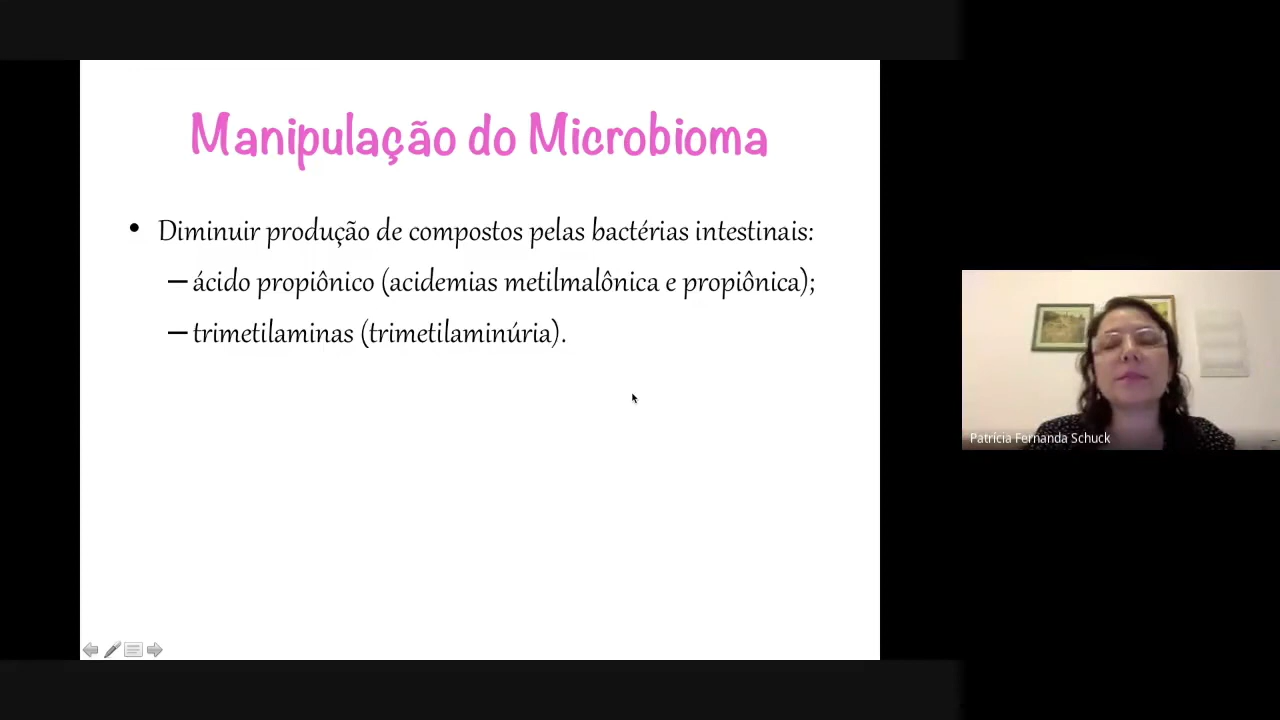 Manipulação do Microbioma
• Diminuir produção de compostos pelas bactérias intestinais:
– ácido propiônico (acidemias metilmalônica e propiônica);
– trimetilaminas (trimetilaminúria).
Patrícia Fernanda Schuck